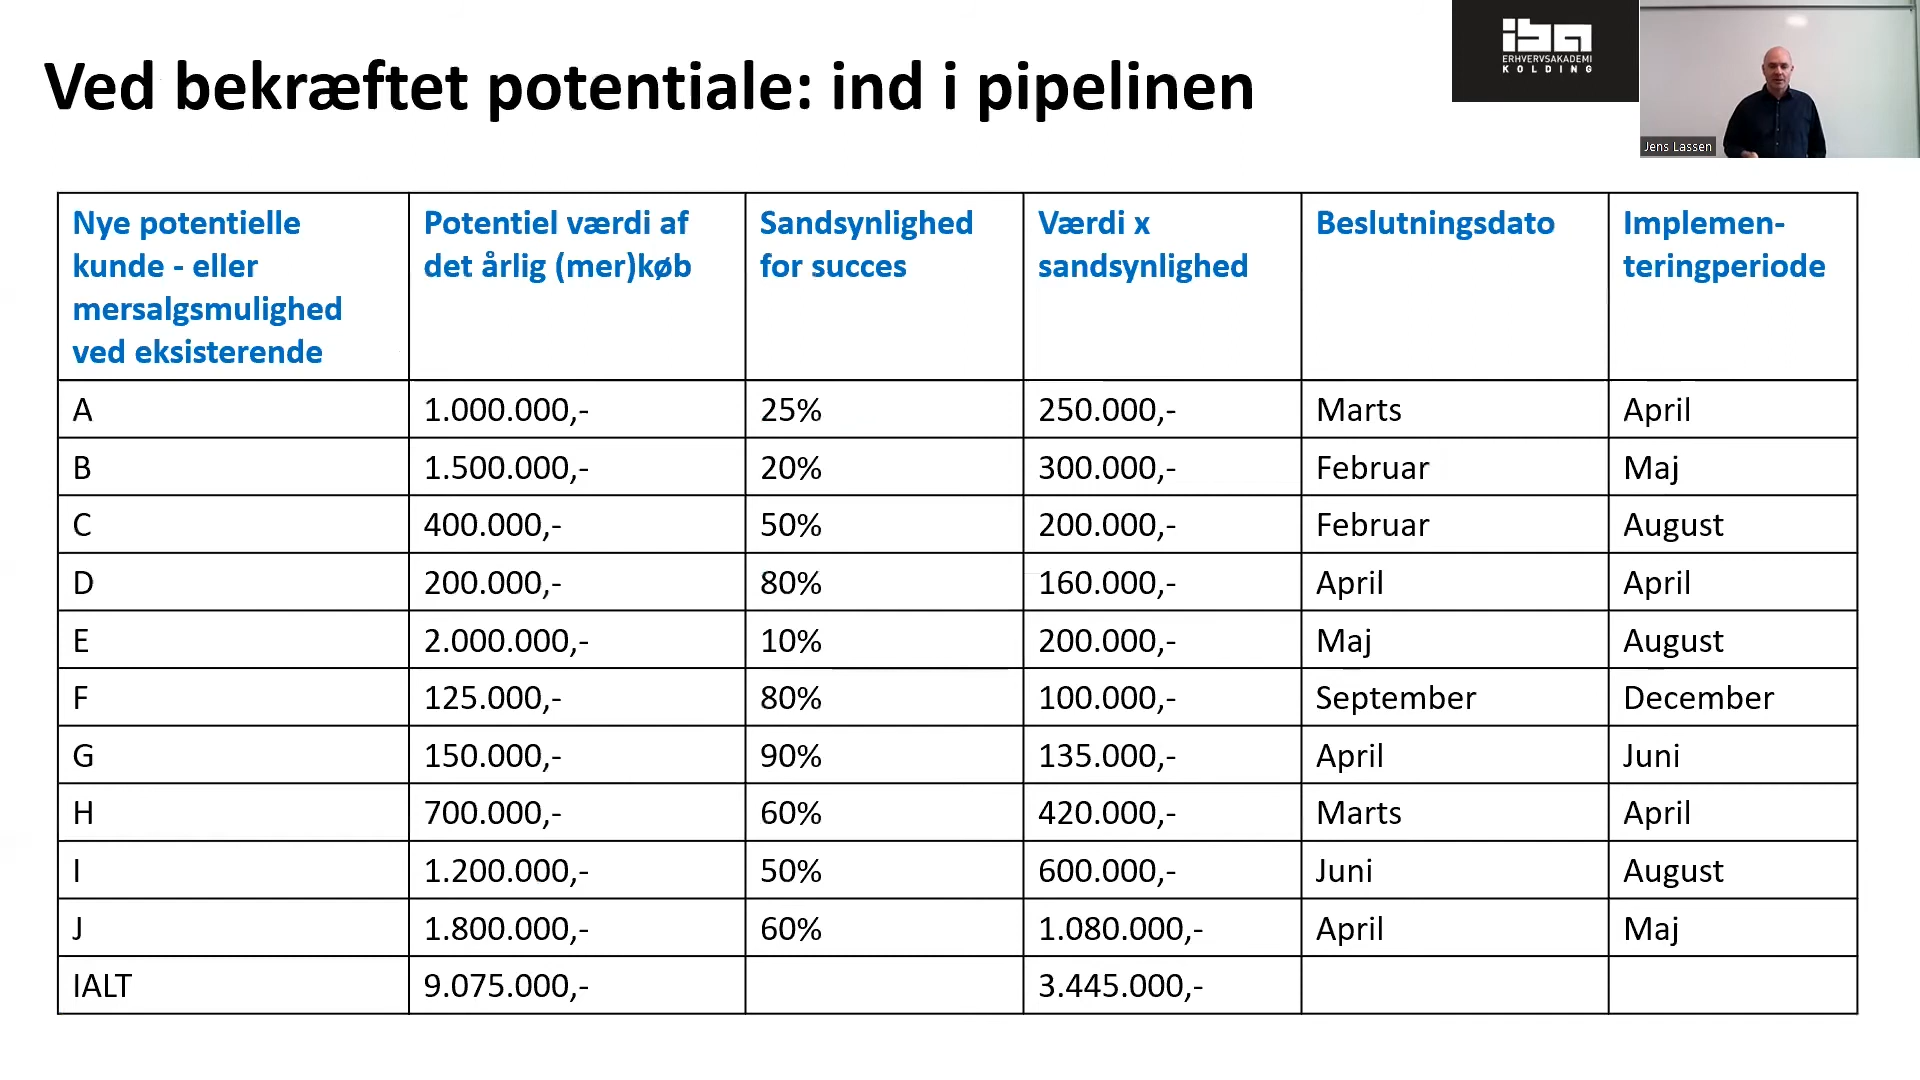 Ved bekræftet potentiale: ind i pipelinen
iba
ERHVERVSAKADEMI
KOLDING
Jens Lassen
Nye potentielle kunde - eller mersalgsmulighed ved eksisterende | Potentiel værdi af det årlig (mer)køb | Sandsynlighed for succes | Værdi x sandsynlighed | Beslutningsdato | Implemen-teringperiode
A 1.000.000,- 25% 250.000,- Marts April
B 1.500.000,- 20% 300.000,- Februar Maj
C 400.000,- 50% 200.000,- Februar August
D 200.000,- 80% 160.000,- April April
E 2.000.000,- 10% 200.000,- Maj August
F 125.000,- 80% 100.000,- September December
G 150.000,- 90% 135.000,- April Juni
H 700.000,- 60% 420.000,- Marts April
I 1.200.000,- 50% 600.000,- Juni August
J 1.800.000,- 60% 1.080.000,- April Maj
IALT 9.075.000,- 3.445.000,-